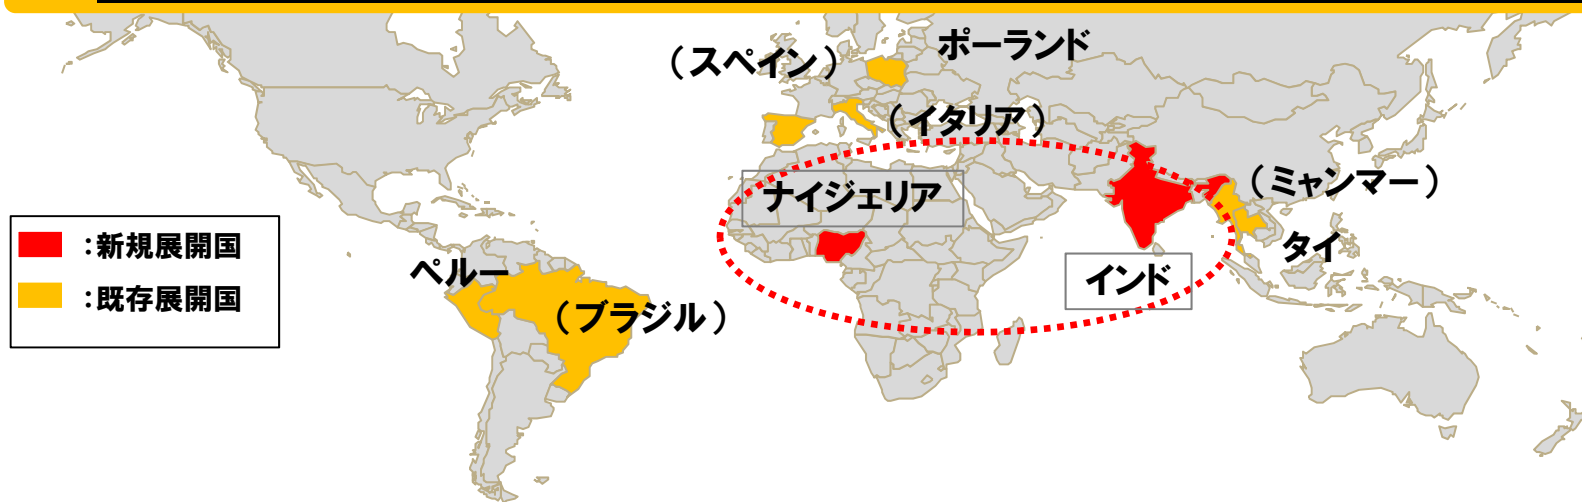 （スペイン）
ポーランド
（イタリア）
ナイジェリア
（ミャンマー）
：新規展開国
：既存展開国
ペルー
（ブラジル）
インド
タイ